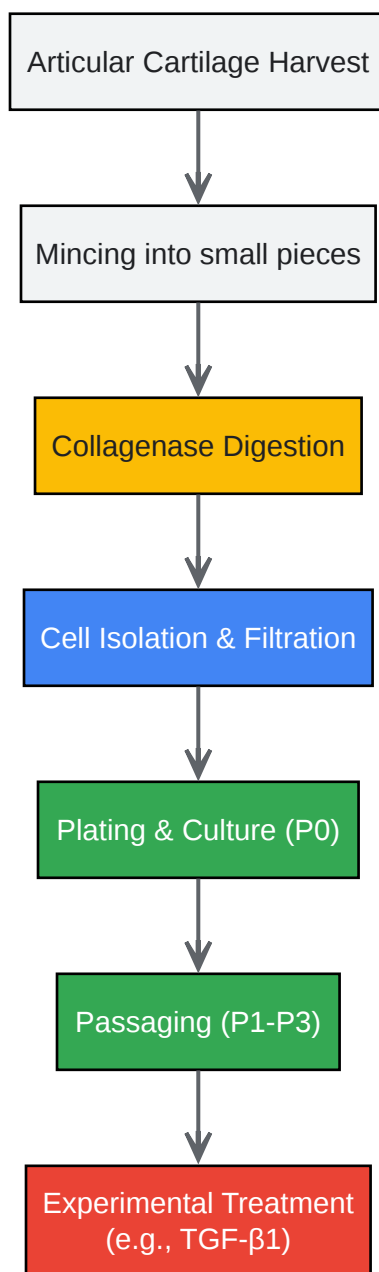 Articular Cartilage Harvest
Mincing into small pieces
Collagenase Digestion
Cell Isolation & Filtration
Plating & Culture (P0)
Passaging (P1-P3)
Experimental Treatment
(e.g., TGF-β1)